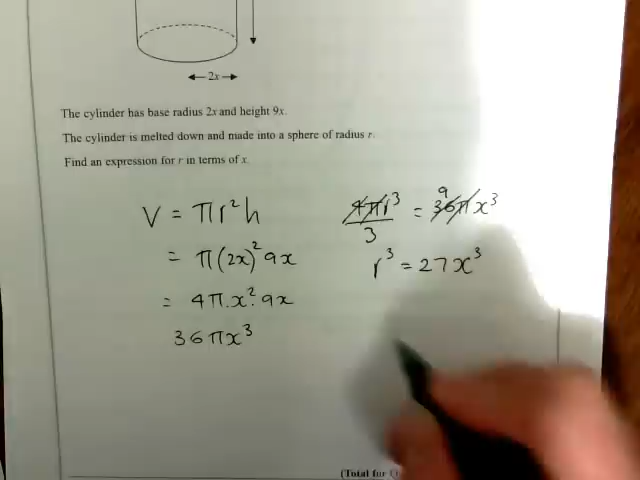 2x
The cylinder has base radius 2x and height 9x.
The cylinder is melted down and made into a sphere of radius r.
Find an expression for r in terms of x.
V = πr²h
= π(2x)² 9x
= 4π.x².9x
36πx³
4πr³/3 = 36πx³
9
r³ = 27x³
(Total for